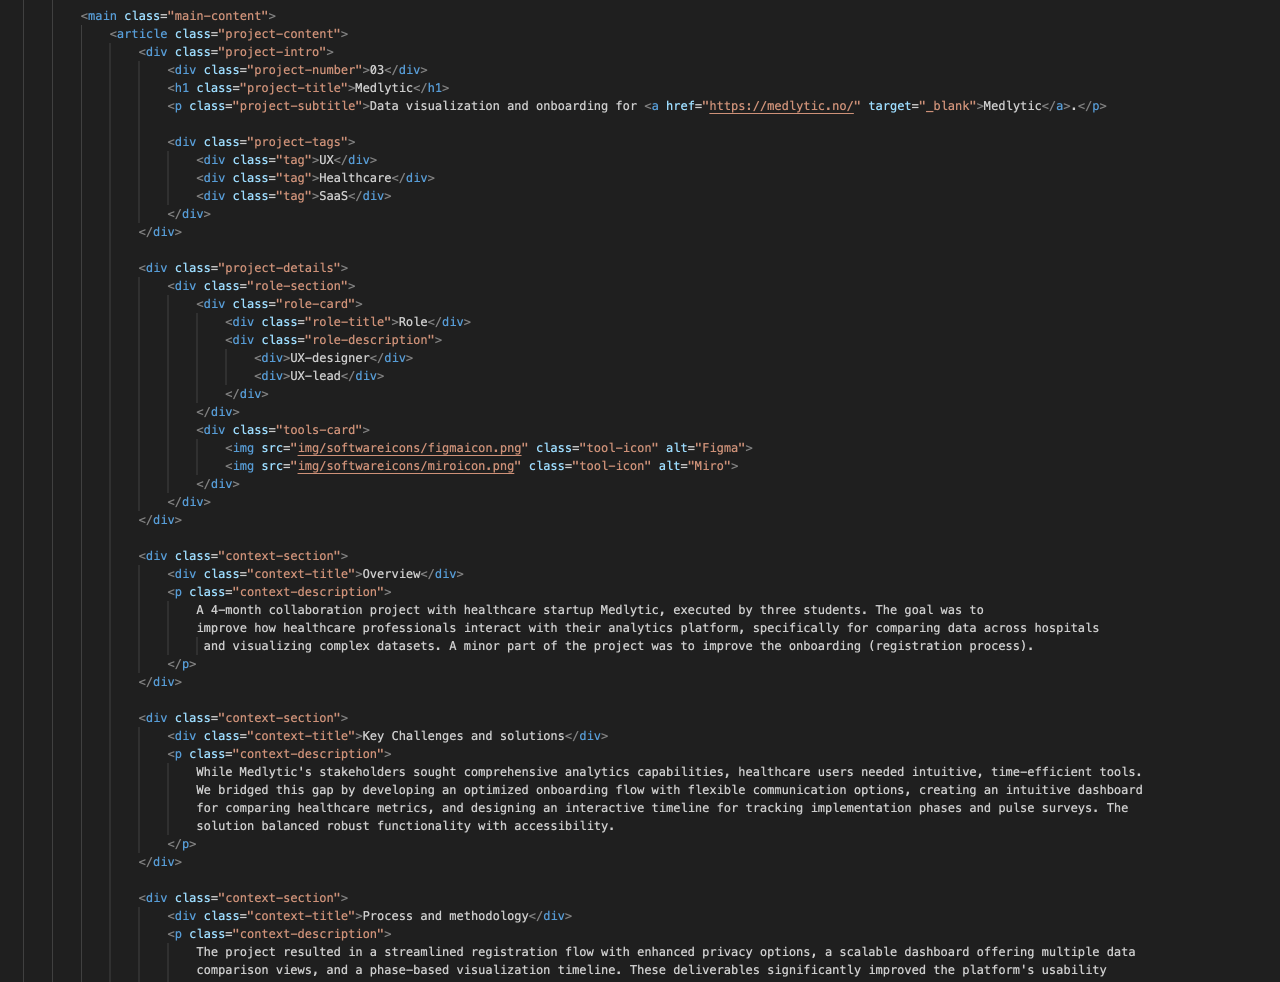 <main class="main-content">
<article class="project-content">
<div class="project-intro">
<div class="project-number">03</div>
<h1 class="project-title">Medlytic</h1>
<p class="project-subtitle">Data visualization and onboarding for <a href="https://medlytic.no/" target="_blank">Medlytic</a>.</p>
<div class="project-tags">
<div class="tag">UX</div>
<div class="tag">Healthcare</div>
<div class="tag">SaaS</div>
</div>
</div>
<div class="project-details">
<div class="role-section">
<div class="role-card">
<div class="role-title">Role</div>
<div class="role-description">
<div>UX-designer</div>
<div>UX-lead</div>
</div>
</div>
<div class="tools-card">
<img src="img/softwareicons/figmaicon.png" class="tool-icon" alt="Figma">
<img src="img/softwareicons/miroicon.png" class="tool-icon" alt="Miro">
</div>
</div>
</div>
<div class="context-section">
<div class="context-title">Overview</div>
<p class="context-description">
A 4-month collaboration project with healthcare startup Medlytic, executed by three students. The goal was to
improve how healthcare professionals interact with their analytics platform, specifically for comparing data across hospitals
and visualizing complex datasets. A minor part of the project was to improve the onboarding (registration process).
</p>
</div>
<div class="context-section">
<div class="context-title">Key Challenges and solutions</div>
<p class="context-description">
While Medlytic's stakeholders sought comprehensive analytics capabilities, healthcare users needed intuitive, time-efficient tools.
We bridged this gap by developing an optimized onboarding flow with flexible communication options, creating an intuitive dashboard
for comparing healthcare metrics, and designing an interactive timeline for tracking implementation phases and pulse surveys. The
solution balanced robust functionality with accessibility.
</p>
</div>
<div class="context-section">
<div class="context-title">Process and methodology</div>
<p class="context-description">
The project resulted in a streamlined registration flow with enhanced privacy options, a scalable dashboard offering multiple data
comparison views, and a phase-based visualization timeline. These deliverables significantly improved the platform's usability